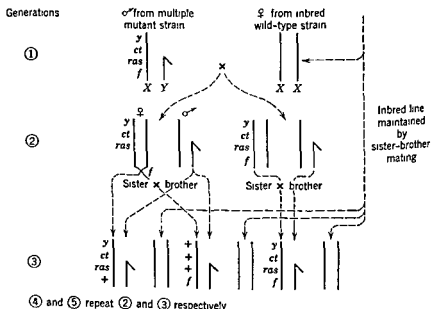 Generations
♂ from multiple
mutant strain
♀ from inbred
wild-type strain
①
y
ct
ras
f
X Y
×
X X
Inbred line
maintained
by
sister-brother
mating
②
♀
♂
y
ct
ras
f
y
ct
ras
f
Sister × brother
Sister × brother
③
y
ct
ras
+
+
+
+
f
y
ct
ras
f
④ and ⑤ repeat ② and ③ respectively